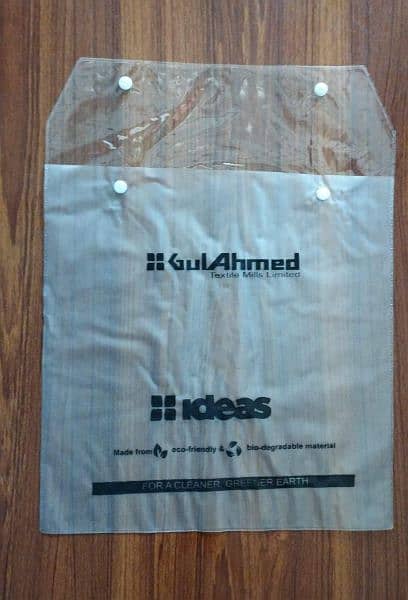 GulAhmed
Textile Mills Limited
ideas
Made from eco-friendly & bio-degradable material
FOR A CLEANER, GREENER EARTH